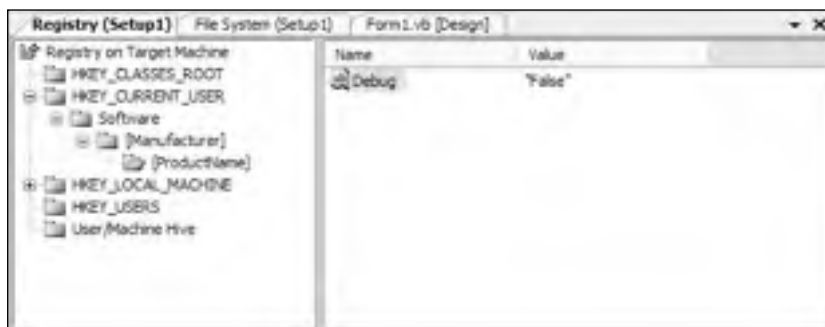 Registry (Setup1) File System (Setup1) Form1.vb [Design]
Registry on Target Machine
HKEY_CLASSES_ROOT
HKEY_CURRENT_USER
Software
[Manufacturer]
[ProductName]
HKEY_LOCAL_MACHINE
HKEY_USERS
User/Machine Hive
Name Value
ab Debug "False"